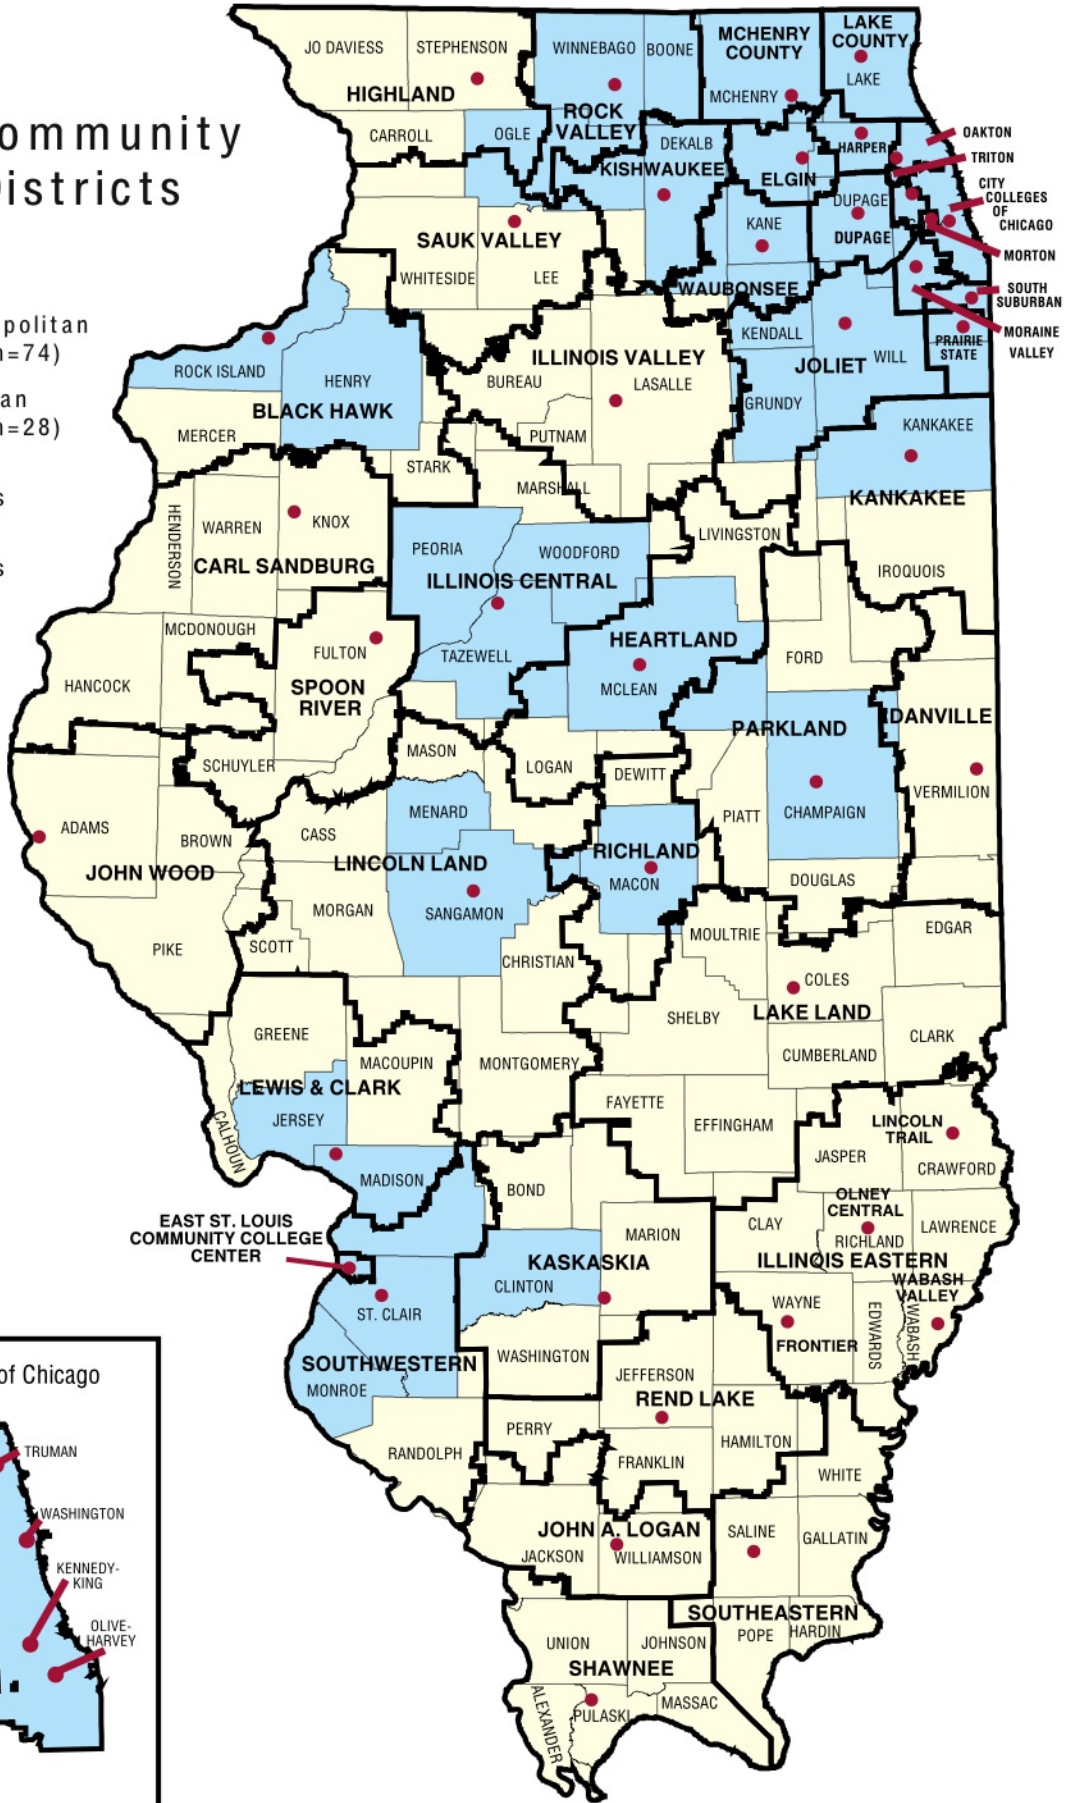 ommunity
istricts
politan
n=74)
an
n=28)
s
s
JO DAVIESS
STEPHENSON
WINNEBAGO
BOONE
MCHENRY
COUNTY
LAKE
COUNTY
LAKE
HIGHLAND
MCHENRY
ROCK
VALLEY
CARROLL
OGLE
DEKALB
KISHWAUKEE
ELGIN
HARPER
OAKTON
TRITON
CITY
COLLEGES
OF
CHICAGO
MORTON
SOUTH
SUBURBAN
MORAINE
VALLEY
PRAIRIE
STATE
KANE
DUPAGE
DUPAGE
SAUK VALLEY
WHITESIDE
LEE
WAUBONSEE
KENDALL
JOLIET
WILL
GRUNDY
ILLINOIS VALLEY
BUREAU
LASALLE
PUTNAM
ROCK ISLAND
HENRY
BLACK HAWK
MERCER
STARK
MARSHALL
KANKAKEE
KANKAKEE
HENDERSON
WARREN
KNOX
CARL SANDBURG
PEORIA
WOODFORD
ILLINOIS CENTRAL
TAZEWELL
LIVINGSTON
IROQUOIS
MCDONOUGH
FULTON
HANCOCK
SPOON
RIVER
HEARTLAND
MCLEAN
FORD
PARKLAND
DANVILLE
SCHUYLER
MASON
LOGAN
DEWITT
PIATT
CHAMPAIGN
VERMILION
ADAMS
BROWN
JOHN WOOD
CASS
MENARD
LINCOLN LAND
SANGAMON
RICHLAND
MACON
DOUGLAS
PIKE
MORGAN
SCOTT
CHRISTIAN
MOULTRIE
EDGAR
COLES
LAKE LAND
SHELBY
CUMBERLAND
CLARK
GREENE
MACOUPIN
MONTGOMERY
LEWIS & CLARK
JERSEY
CALHOUN
FAYETTE
EFFINGHAM
LINCOLN
TRAIL
JASPER
CRAWFORD
MADISON
BOND
OLNEY
CENTRAL
RICHLAND
CLAY
LAWRENCE
ILLINOIS EASTERN
EAST ST. LOUIS
COMMUNITY COLLEGE
CENTER
MARION
KASKASKIA
CLINTON
WABASH
VALLEY
WAYNE
EDWARDS
WABASH
FRONTIER
ST. CLAIR
SOUTHWESTERN
MONROE
WASHINGTON
JEFFERSON
REND LAKE
RANDOLPH
PERRY
FRANKLIN
HAMILTON
WHITE
JOHN A. LOGAN
JACKSON
WILLIAMSON
SALINE
GALLATIN
SOUTHEASTERN
POPE
HARDIN
UNION
JOHNSON
SHAWNEE
ALEXANDER
PULASKI
MASSAC
of Chicago
TRUMAN
WASHINGTON
KENNEDY-
KING
OLIVE-
HARVEY